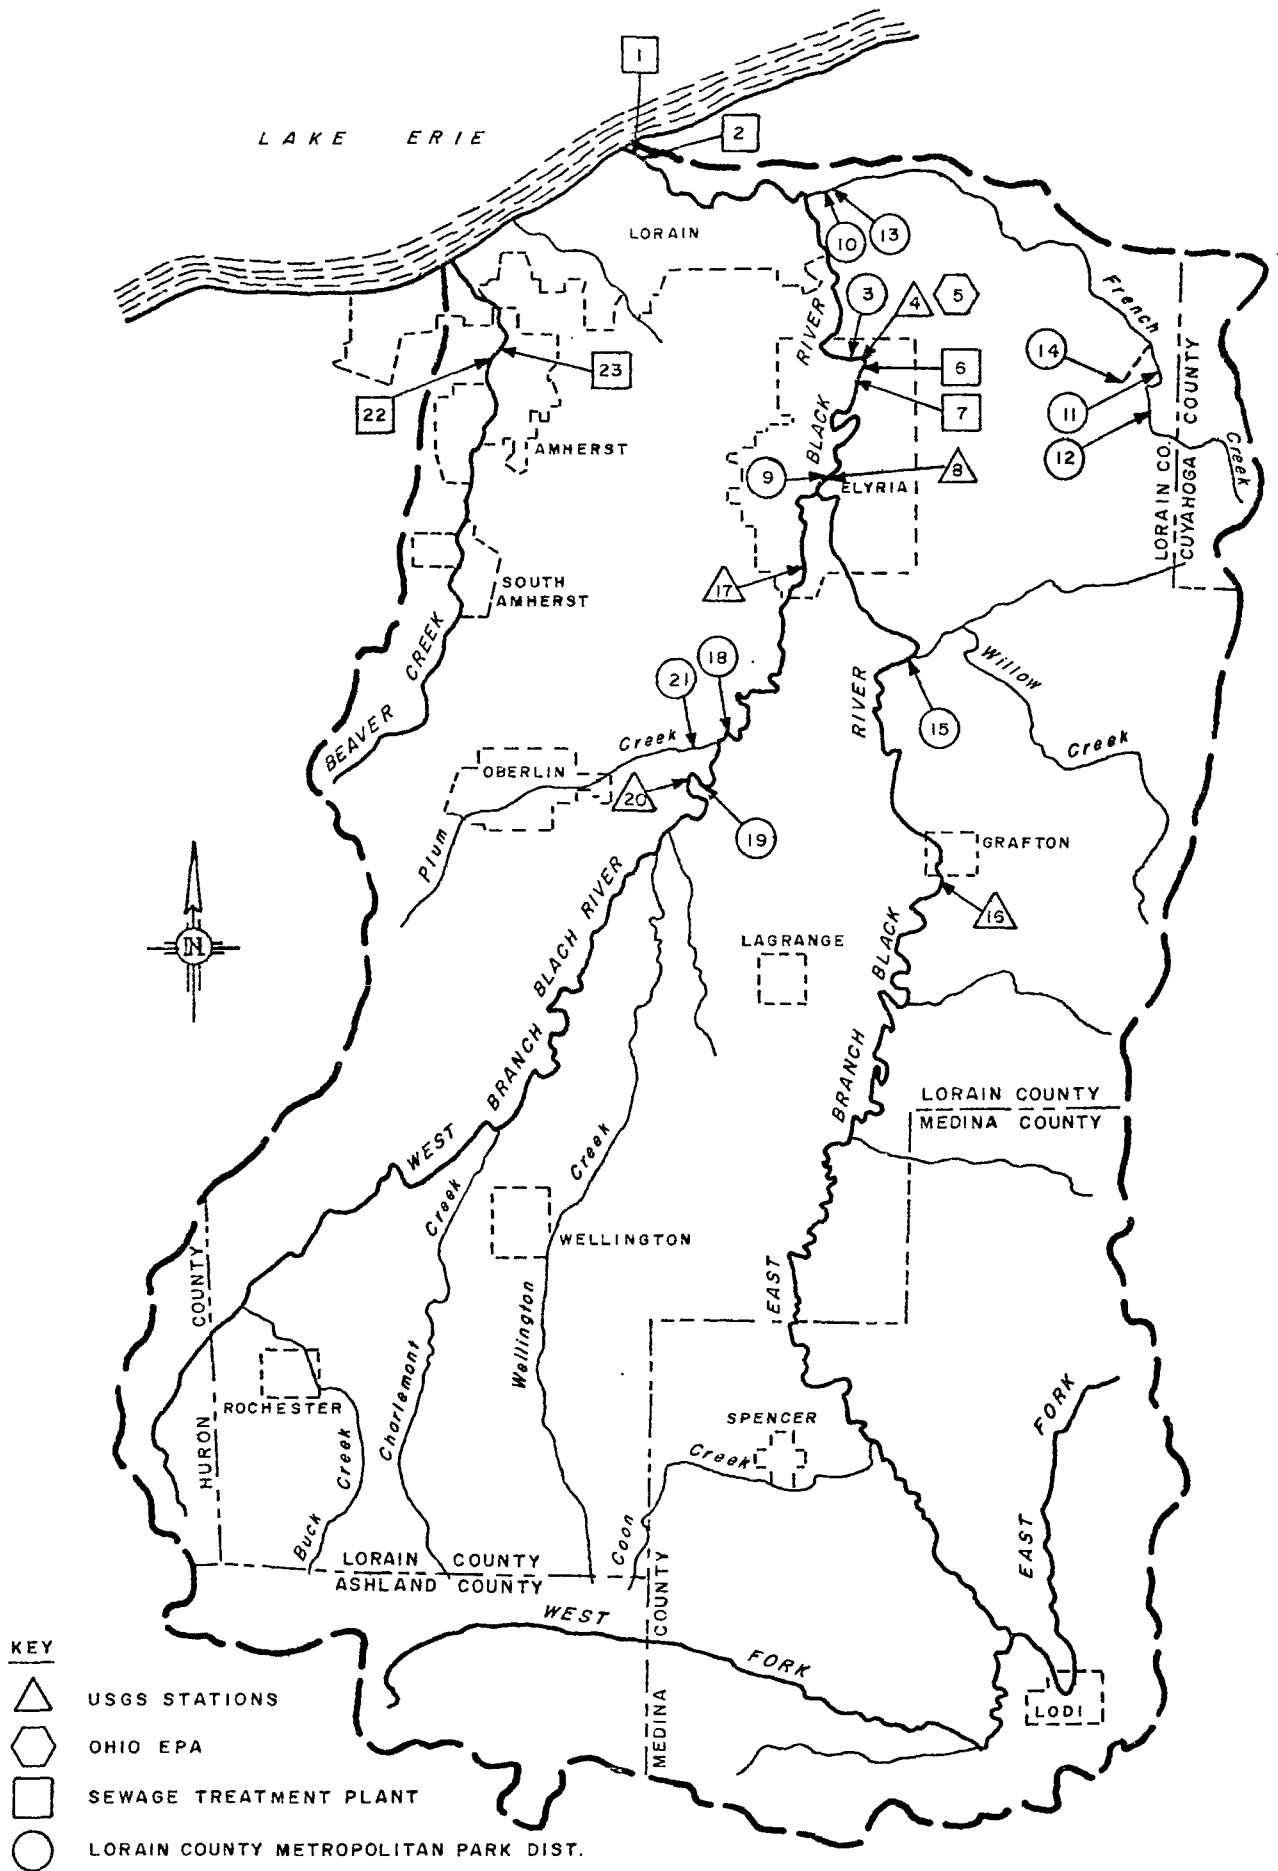 1
2
LAKE ERIE
LORAIN
10
13
3
4
5
French
14
6
11
7
12
23
22
RIVER
BLACK
AMHERST
9
8
ELYRIA
LORAIN CO.
CUYAHOGA COUNTY
Creek
17
SOUTH
AMHERST
BEAVER CREEK
18
21
15
Willow
Creek
RIVER
Creek
OBERLIN
20
19
Plum
GRAFTON
16
N
LAGRANGE
BLACK
WEST BRANCH BLACH RIVER
BRANCH
LORAIN COUNTY
MEDINA COUNTY
Creek
Creek
WELLINGTON
EAST
HURON COUNTY
Wellington
Charlemont
ROCHESTER
SPENCER
Creek
FORK
Creek
Buck
Coon
EAST
LORAIN COUNTY
ASHLAND COUNTY
WEST
FORK
MEDINA COUNTY
LODI
KEY
USGS STATIONS
OHIO EPA
SEWAGE TREATMENT PLANT
LORAIN COUNTY METROPOLITAN PARK DIST.